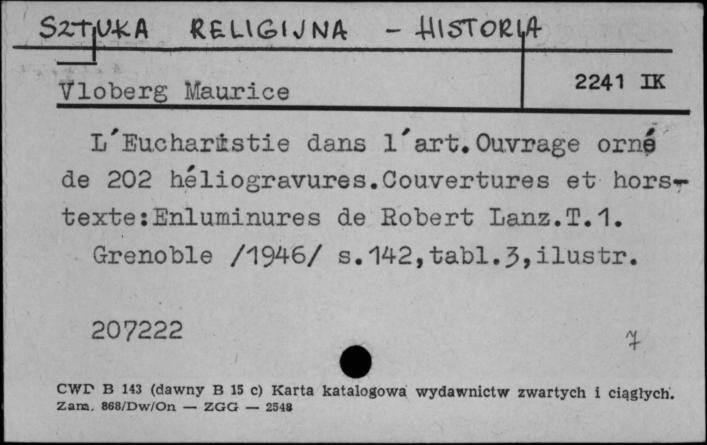 SZTUKA RELIGIJNA - HISTORIA
2241 IK
Vloberg Maurice
L'Eucharistie dans l'art.Ouvrage orné
de 202 héliogravures.Couvertures et hors-
texte:Enluminures de Robert Lanz.T.1.
Grenoble /1946/ s.142,tabl.3,ilustr.
207222
7
CWD B 143 (dawny B 15 c) Karta katalogowa wydawnictw zwartych i ciągłych.
Zam. 868/Dw/On — ZGG — 2548